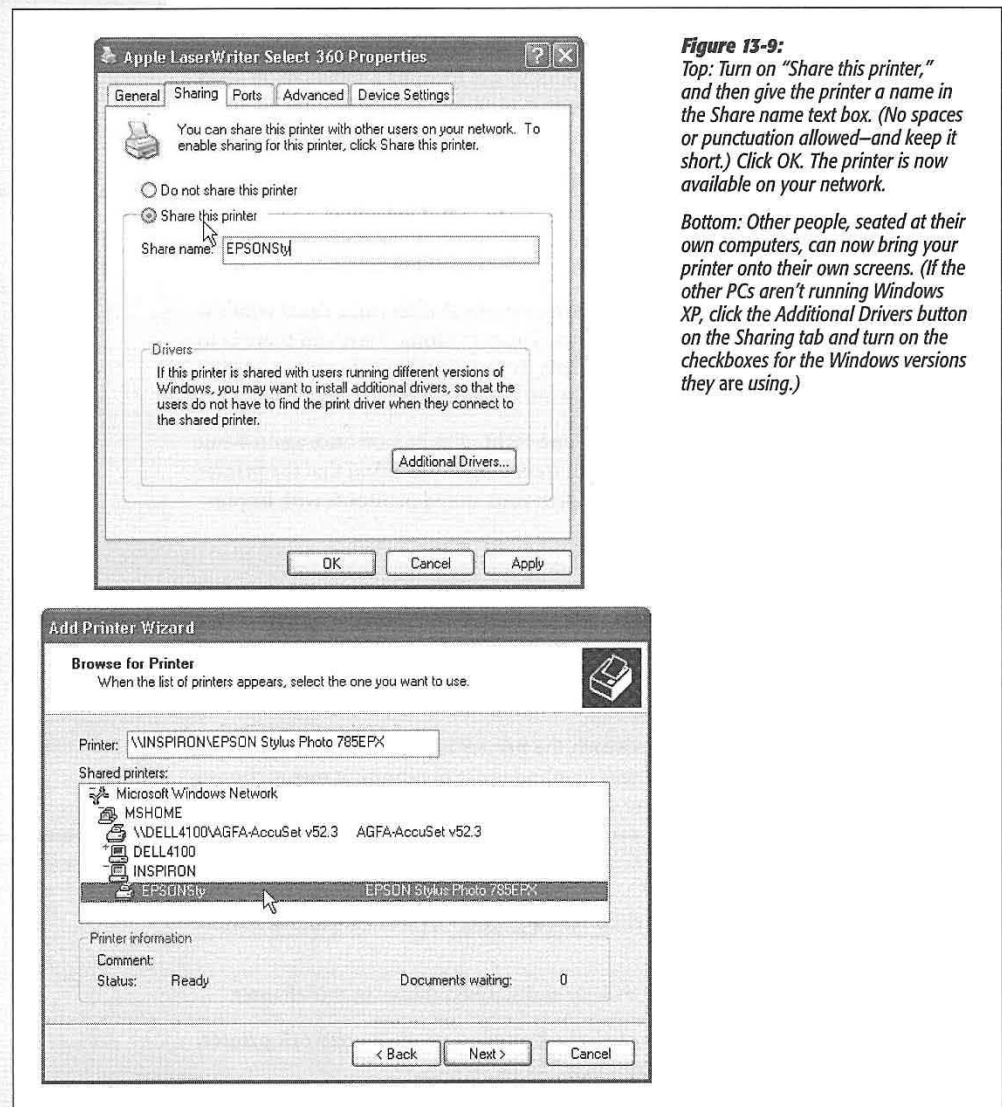 Apple LaserWriter Select 360 Properties
General Sharing Ports Advanced Device Settings
You can share this printer with other users on your network. To
enable sharing for this printer, click Share this printer.
Do not share this printer
Share this printer
Share name: EPSONSty
Drivers
If this printer is shared with users running different versions of
Windows, you may want to install additional drivers, so that the
users do not have to find the print driver when they connect to
the shared printer.
Additional Drivers...
OK Cancel Apply
Figure 13-9:
Top: Turn on “Share this printer,”
and then give the printer a name in
the Share name text box. (No spaces
or punctuation allowed—and keep it
short.) Click OK. The printer is now
available on your network.
Bottom: Other people, seated at their
own computers, can now bring your
printer onto their own screens. (If the
other PCs aren’t running Windows
XP, click the Additional Drivers button
on the Sharing tab and turn on the
checkboxes for the Windows versions
they are using.)
Add Printer Wizard
Browse for Printer
When the list of printers appears, select the one you want to use.
Printer: \\INSPIRON\EPSON Stylus Photo 785EPX
Shared printers:
Microsoft Windows Network
MSHOME
\\DELL4100\AGFA-AccuSet v52.3 AGFA-AccuSet v52.3
DELL4100
INSPIRON
EPSONSty EPSON Stylus Photo 785EPX
Printer information
Comment:
Status: Ready Documents waiting: 0
< Back Next > Cancel